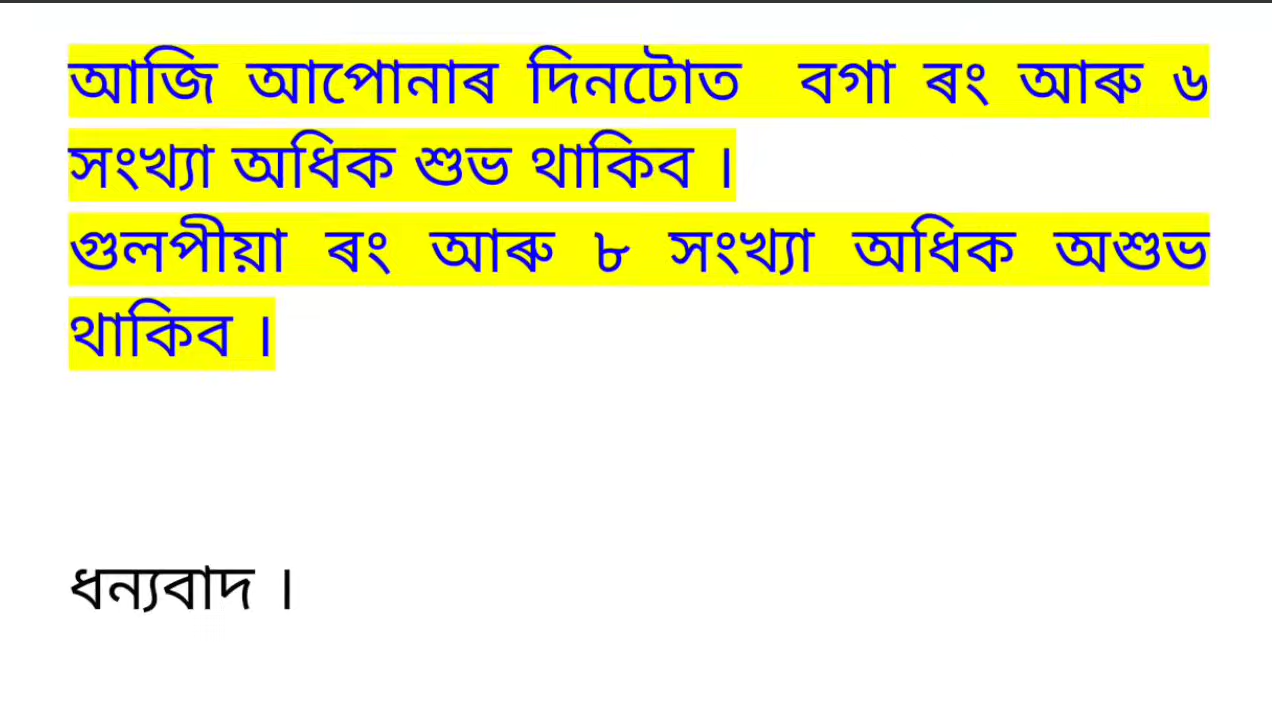 আজি আপোনাৰ দিনটোত বগা ৰং আৰু ৬
সংখ্যা অধিক শুভ থাকিব ।
গুলপীয়া ৰং আৰু ৮ সংখ্যা অধিক অশুভ
থাকিব ।
ধন্যবাদ ।